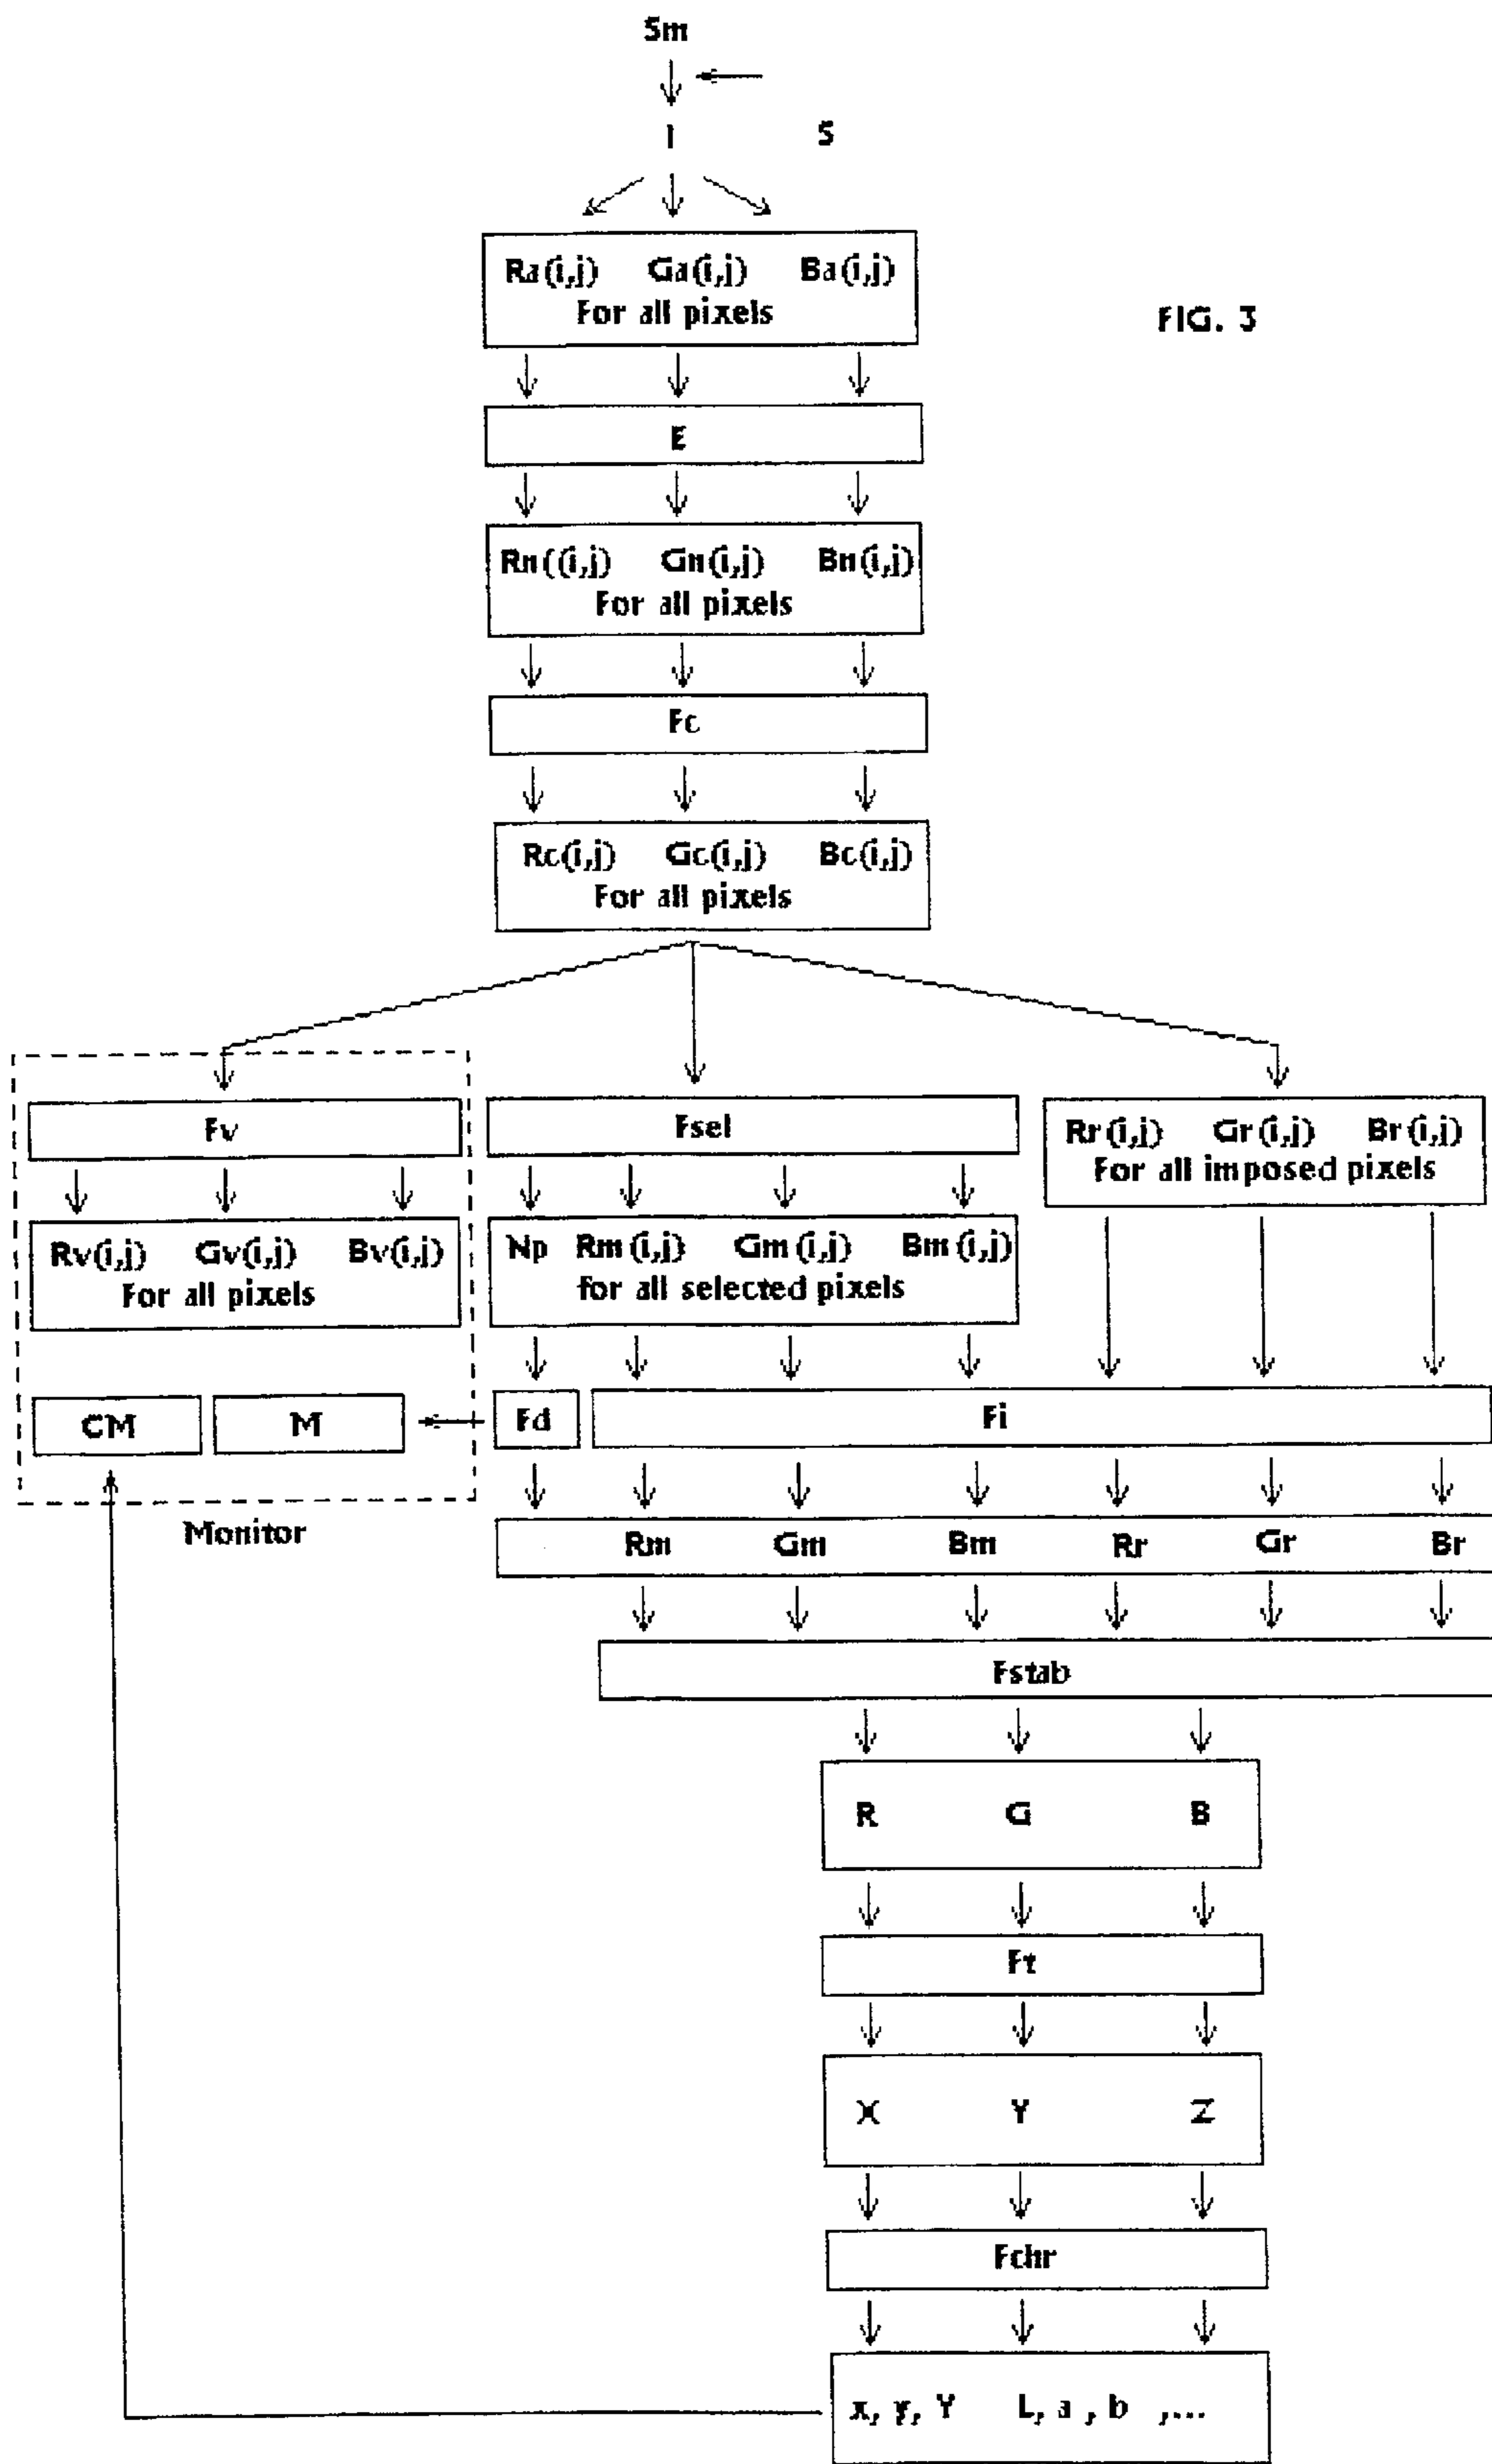 Sm
I S
Ra(i,j) Ga(i,j) Ba(i,j)
For all pixels
FIG. 3
E
Rn((i,j) Gn(i,j) Bn(i,j)
For all pixels
Fc
Rc(i,j) Gc(i,j) Bc(i,j)
For all pixels
Fv
Fsel
Rr(i,j) Gr(i,j) Br(i,j)
For all imposed pixels
Rv(i,j) Gv(i,j) Bv(i,j)
For all pixels
Np Rm(i,j) Gm(i,j) Bm(i,j)
for all selected pixels
CM M Fd Fi
Monitor
Rm Gm Bm Rr Gr Br
Fstab
R G B
Ft
X Y Z
Fchr
x, y, Y L, a , b ,...